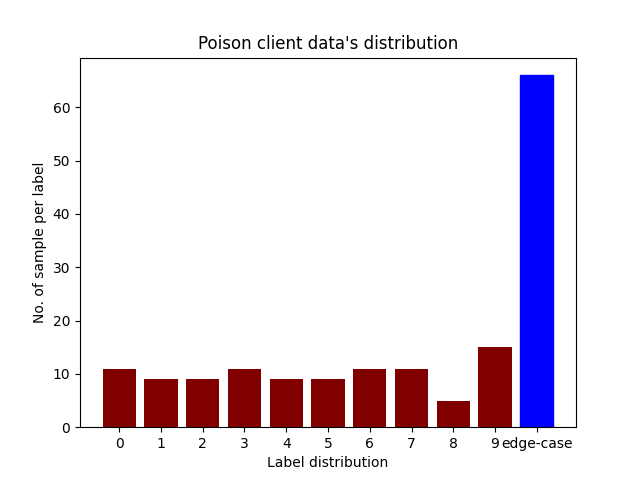 Poison client data's distribution
No. of sample per label
60
50
40
30
20
10
0
0 1 2 3 4 5 6 7 8 9 edge-case
Label distribution